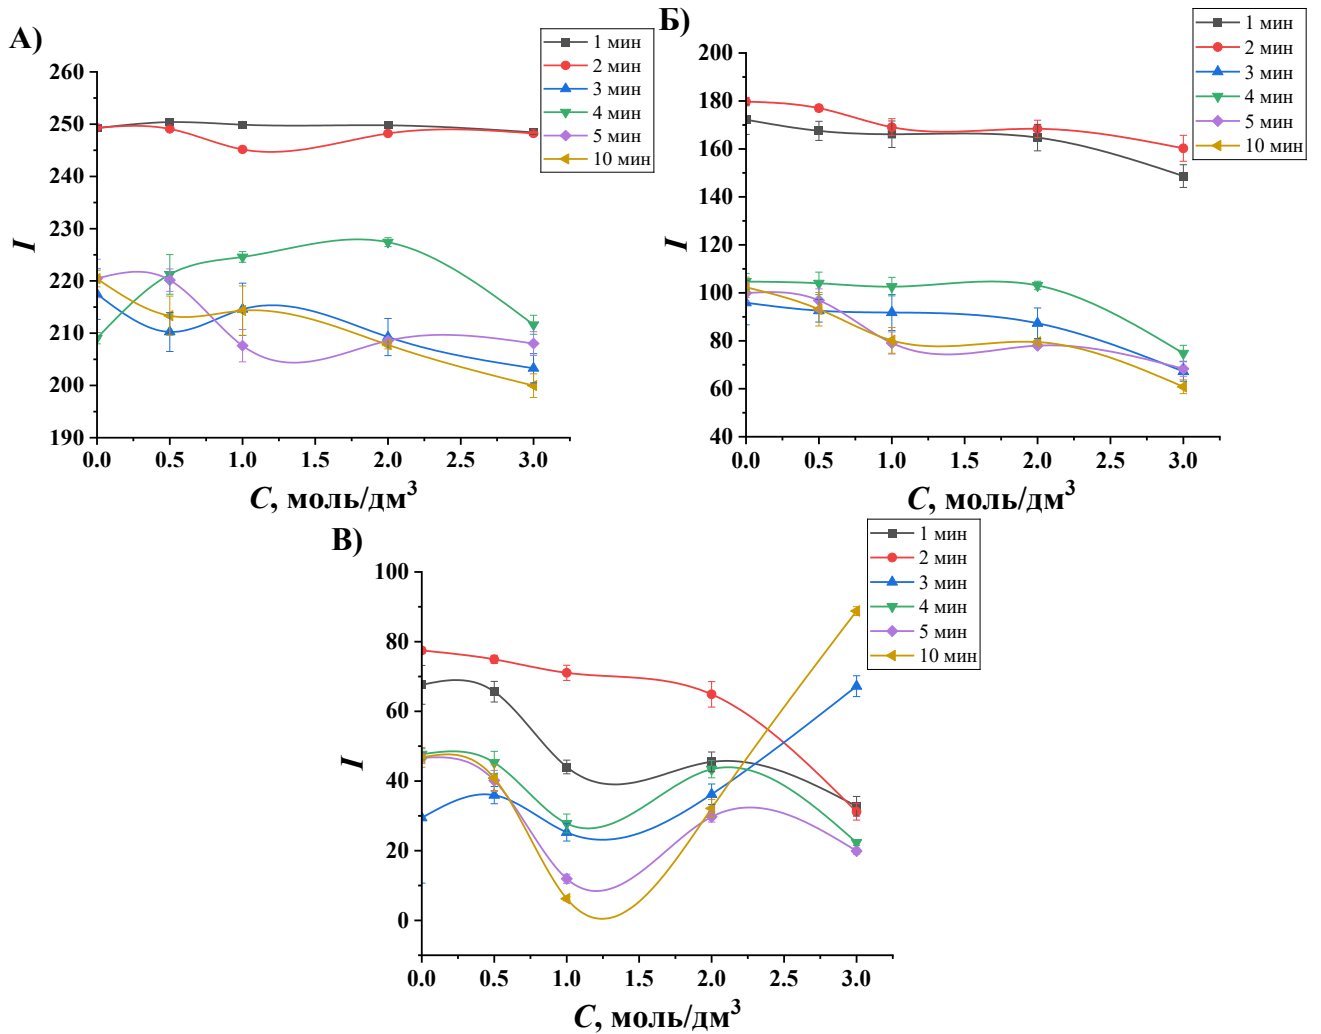 А)
1 мин
2 мин
3 мин
4 мин
5 мин
10 мин
260
250
240
230
220
210
200
190
I
0.0 0.5 1.0 1.5 2.0 2.5 3.0
C, моль/дм³
Б)
1 мин
2 мин
3 мин
4 мин
5 мин
10 мин
200
180
160
140
120
100
80
60
40
I
0.0 0.5 1.0 1.5 2.0 2.5 3.0
C, моль/дм³
В)
1 мин
2 мин
3 мин
4 мин
5 мин
10 мин
100
80
60
40
20
0
I
0.0 0.5 1.0 1.5 2.0 2.5 3.0
C, моль/дм³